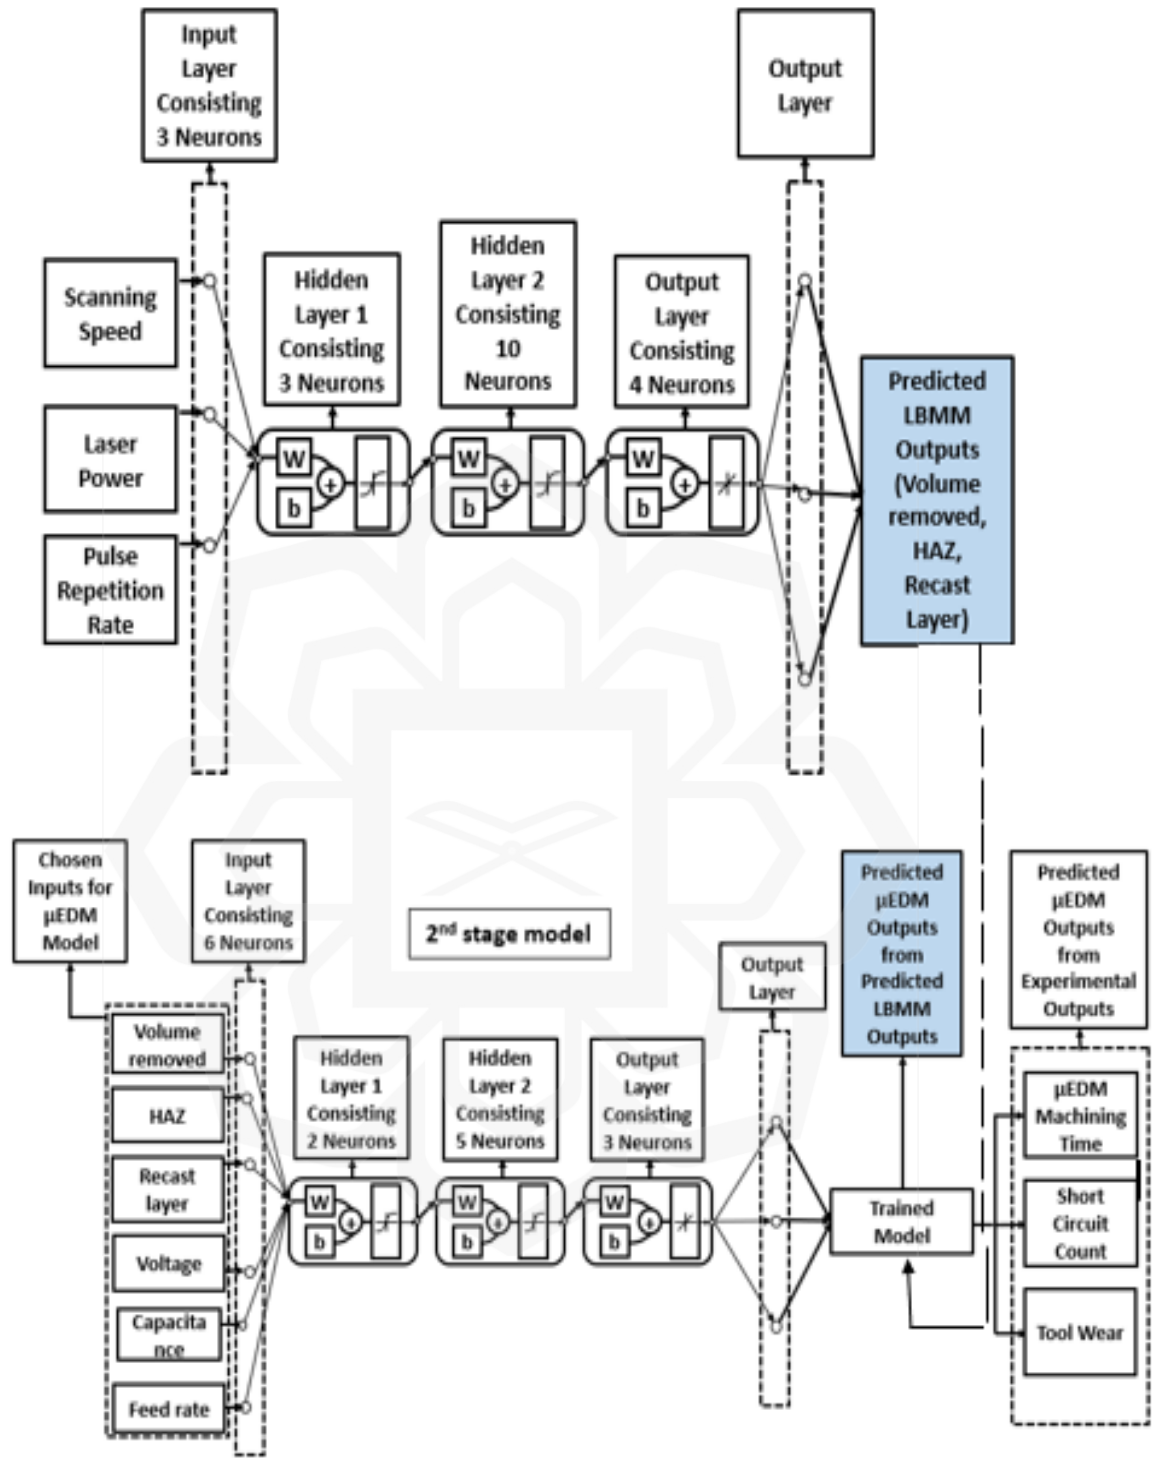 Input
Layer
Consisting
3 Neurons
Output
Layer
Scanning
Speed
Laser
Power
Pulse
Repetition
Rate
Hidden
Layer 1
Consisting
3 Neurons
Hidden
Layer 2
Consisting
10
Neurons
Output
Layer
Consisting
4 Neurons
W
b
+
W
b
+
W
b
+
Predicted
LBMM
Outputs
(Volume
removed,
HAZ,
Recast
Layer)
2nd stage model
Chosen
Inputs for
μEDM
Model
Input
Layer
Consisting
6 Neurons
Volume
removed
HAZ
Recast
layer
Voltage
Capacita
nce
Feed rate
Hidden
Layer 1
Consisting
2 Neurons
Hidden
Layer 2
Consisting
5 Neurons
Output
Layer
Consisting
3 Neurons
W
b
+
W
b
+
W
b
+
Output
Layer
Predicted
μEDM
Outputs
from
Predicted
LBMM
Outputs
Trained
Model
Predicted
μEDM
Outputs
from
Experimental
Outputs
μEDM
Machining
Time
Short
Circuit
Count
Tool Wear